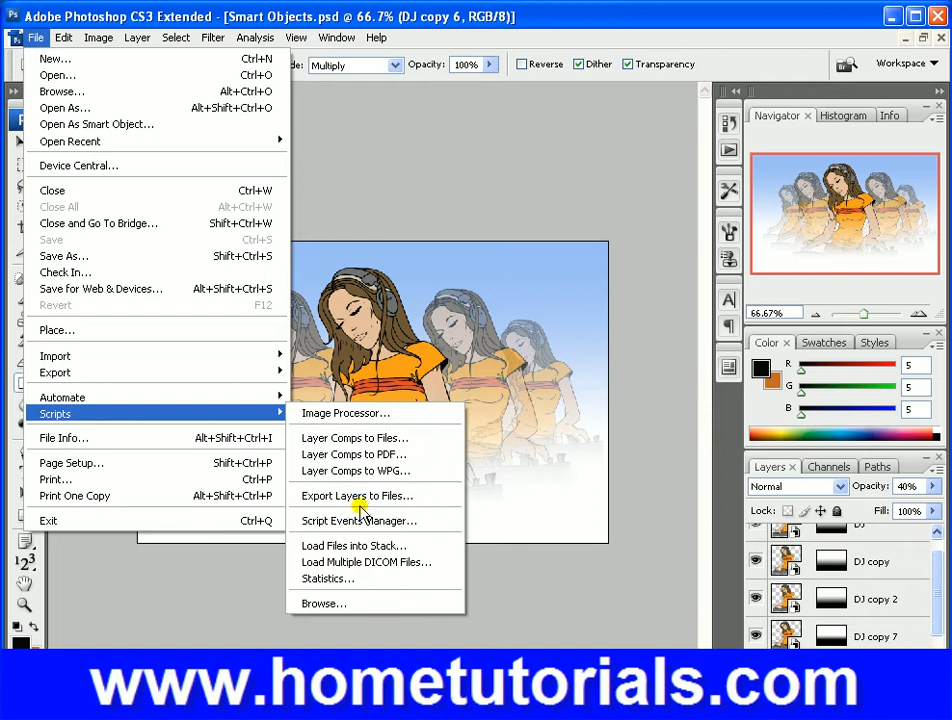 Adobe Photoshop CS3 Extended - [Smart Objects.psd @ 66.7% (DJ copy 6, RGB/8)]
File Edit Image Layer Select Filter Analysis View Window Help
Multiply Opacity: 100% Reverse Dither Transparency Workspace
New... Ctrl+N
Open... Ctrl+O
Browse... Alt+Ctrl+O
Open As... Alt+Shift+Ctrl+O
Open As Smart Object...
Open Recent
Device Central...
Close Ctrl+W
Close All Alt+Ctrl+W
Close and Go To Bridge... Shift+Ctrl+W
Save Ctrl+S
Save As... Shift+Ctrl+S
Check In...
Save for Web & Devices... Alt+Shift+Ctrl+S
Revert F12
Place...
Import
Export
Automate
Scripts
File Info... Alt+Shift+Ctrl+I
Page Setup... Shift+Ctrl+P
Print... Ctrl+P
Print One Copy Alt+Shift+Ctrl+P
Exit Ctrl+Q
Image Processor...
Layer Comps to Files...
Layer Comps to PDF...
Layer Comps to WPG...
Export Layers to Files...
Script Events Manager...
Load Files into Stack...
Load Multiple DICOM Files...
Statistics...
Browse...
Navigator Histogram Info
66.67%
Color Swatches Styles
R 5
G 5
B 5
Layers Channels Paths
Normal Opacity: 40%
Lock: Fill: 100%
DJ copy
DJ copy 2
DJ copy 7
www.hometutorials.com